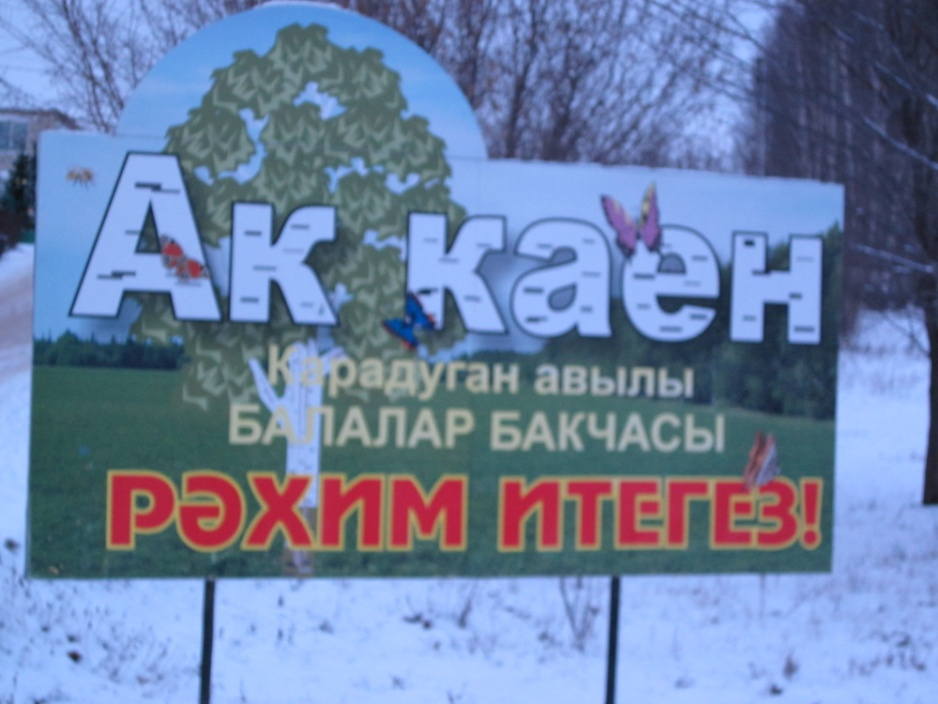 Ак каен
Карадуган авылы
БАЛАЛАР БАКЧАСЫ
РӘХИМ ИТЕГЕЗ!